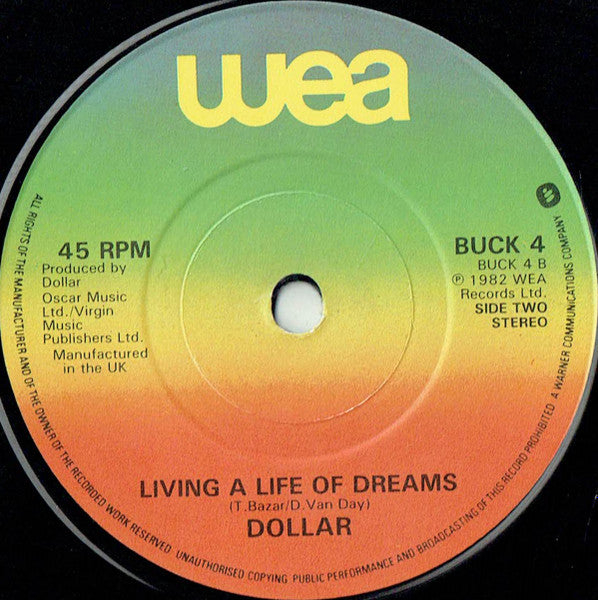 wea
45 RPM
Produced by
Dollar
Oscar Music
Ltd./Virgin
Music
Publishers Ltd.
Manufactured
in the UK
BUCK 4
BUCK 4 B
℗ 1982 WEA
Records Ltd.
SIDE TWO
STEREO
LIVING A LIFE OF DREAMS
(T.Bazar/D.Van Day)
DOLLAR
ALL RIGHTS OF THE MANUFACTURER AND OF THE OWNER OF THE RECORDED WORK RESERVED. UNAUTHORISED COPYING PUBLIC PERFORMANCE AND BROADCASTING OF THIS RECORD PROHIBITED A WARNER COMMUNICATIONS COMPANY